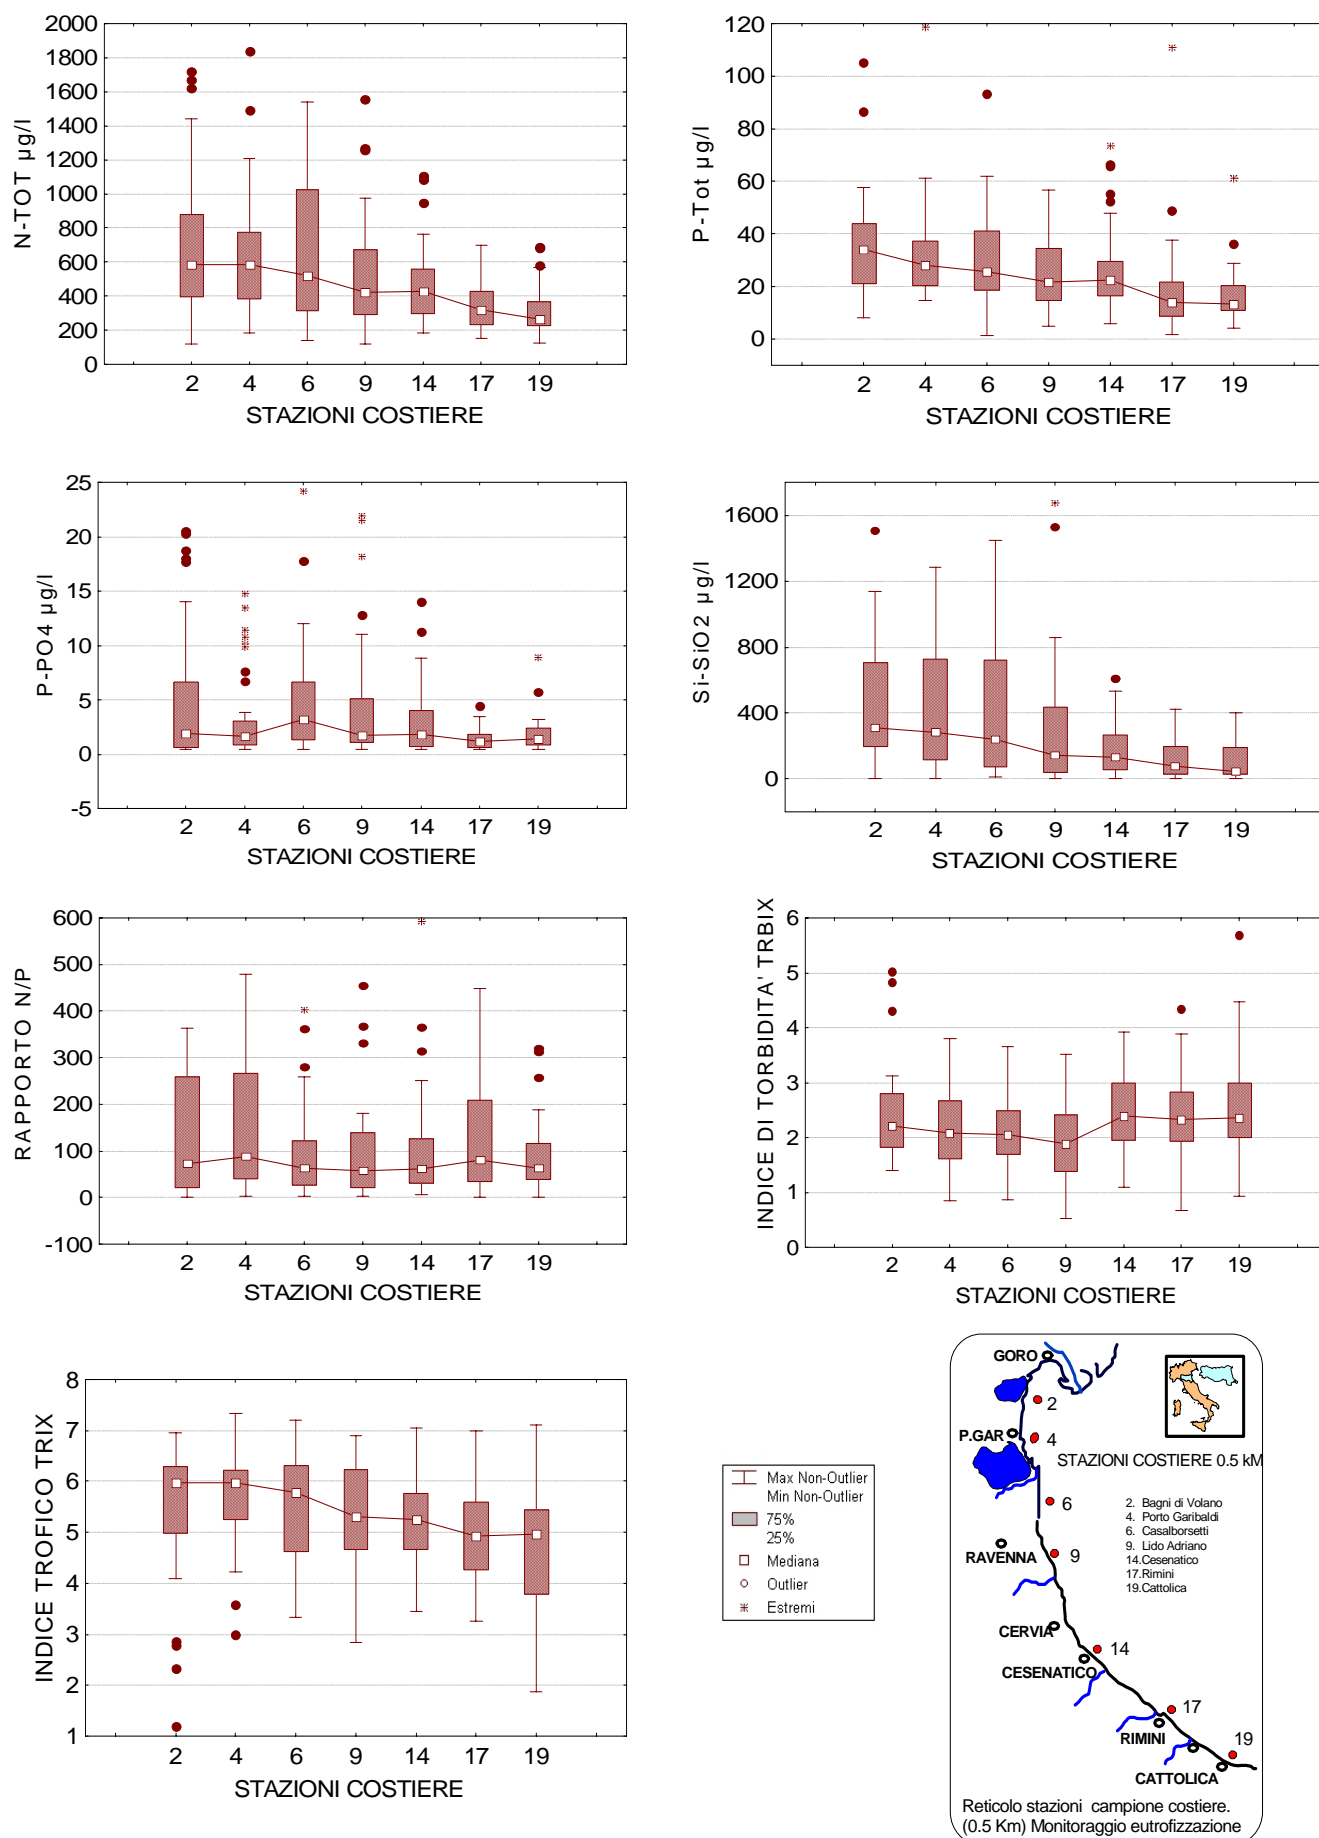 2000
1800
1600
1400
1200
1000
800
600
400
200
0
N-TOT µg/l
2 4 6 9 14 17 19
STAZIONI COSTIERE
120
100
80
60
40
20
0
P-Tot µg/l
2 4 6 9 14 17 19
STAZIONI COSTIERE
25
20
15
10
5
0
-5
P-PO4 µg/l
2 4 6 9 14 17 19
STAZIONI COSTIERE
1600
1200
800
400
0
Si-SiO2 µg/l
2 4 6 9 14 17 19
STAZIONI COSTIERE
600
500
400
300
200
100
0
-100
RAPPORTO N/P
2 4 6 9 14 17 19
STAZIONI COSTIERE
6
5
4
3
2
1
0
INDICE DI TORBIDITA' TRBIX
2 4 6 9 14 17 19
STAZIONI COSTIERE
8
7
6
5
4
3
2
1
INDICE TROFICO TRIX
2 4 6 9 14 17 19
STAZIONI COSTIERE
Max Non-Outlier
Min Non-Outlier
75%
25%
Mediana
Outlier
Estremi
GORO
2
P.GAR
4
STAZIONI COSTIERE 0.5 kM
6
2. Bagni di Volano
4. Porto Garibaldi
6. Casalborsetti
9. Lido Adriano
14.Cesenatico
17.Rimini
19.Cattolica
RAVENNA
9
CERVIA
14
CESENATICO
17
RIMINI
19
CATTOLICA
Reticolo stazioni campione costiere.
(0.5 Km) Monitoraggio eutrofizzazione